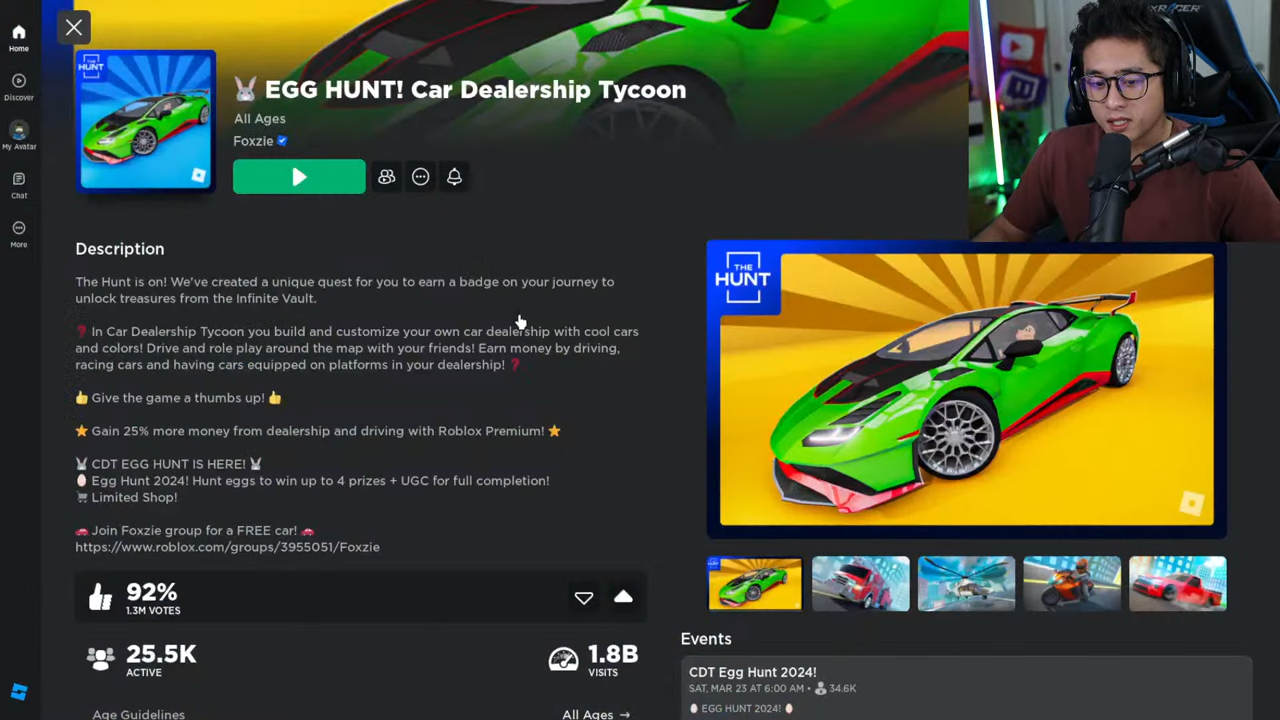 Home
Discover
My Avatar
Chat
More
THE HUNT
EGG HUNT! Car Dealership Tycoon
All Ages
Foxzie
Description
The Hunt is on! We've created a unique quest for you to earn a badge on your journey to
unlock treasures from the Infinite Vault.
❓ In Car Dealership Tycoon you build and customize your own car dealership with cool cars
and colors! Drive and role play around the map with your friends! Earn money by driving,
racing cars and having cars equipped on platforms in your dealership! ❓
👍 Give the game a thumbs up! 👍
⭐ Gain 25% more money from dealership and driving with Roblox Premium! ⭐
🐰 CDT EGG HUNT IS HERE! 🐰
🥚 Egg Hunt 2024! Hunt eggs to win up to 4 prizes + UGC for full completion!
🛒 Limited Shop!
🚗 Join Foxzie group for a FREE car! 🚗
https://www.roblox.com/groups/3955051/Foxzie
92%
1.3M VOTES
25.5K
ACTIVE
1.8B
VISITS
Age Guidelines
All Ages →
THE
HUNT
Events
CDT Egg Hunt 2024!
SAT, MAR 23 AT 6:00 AM • 34.6K
🥚 EGG HUNT 2024! 🥚